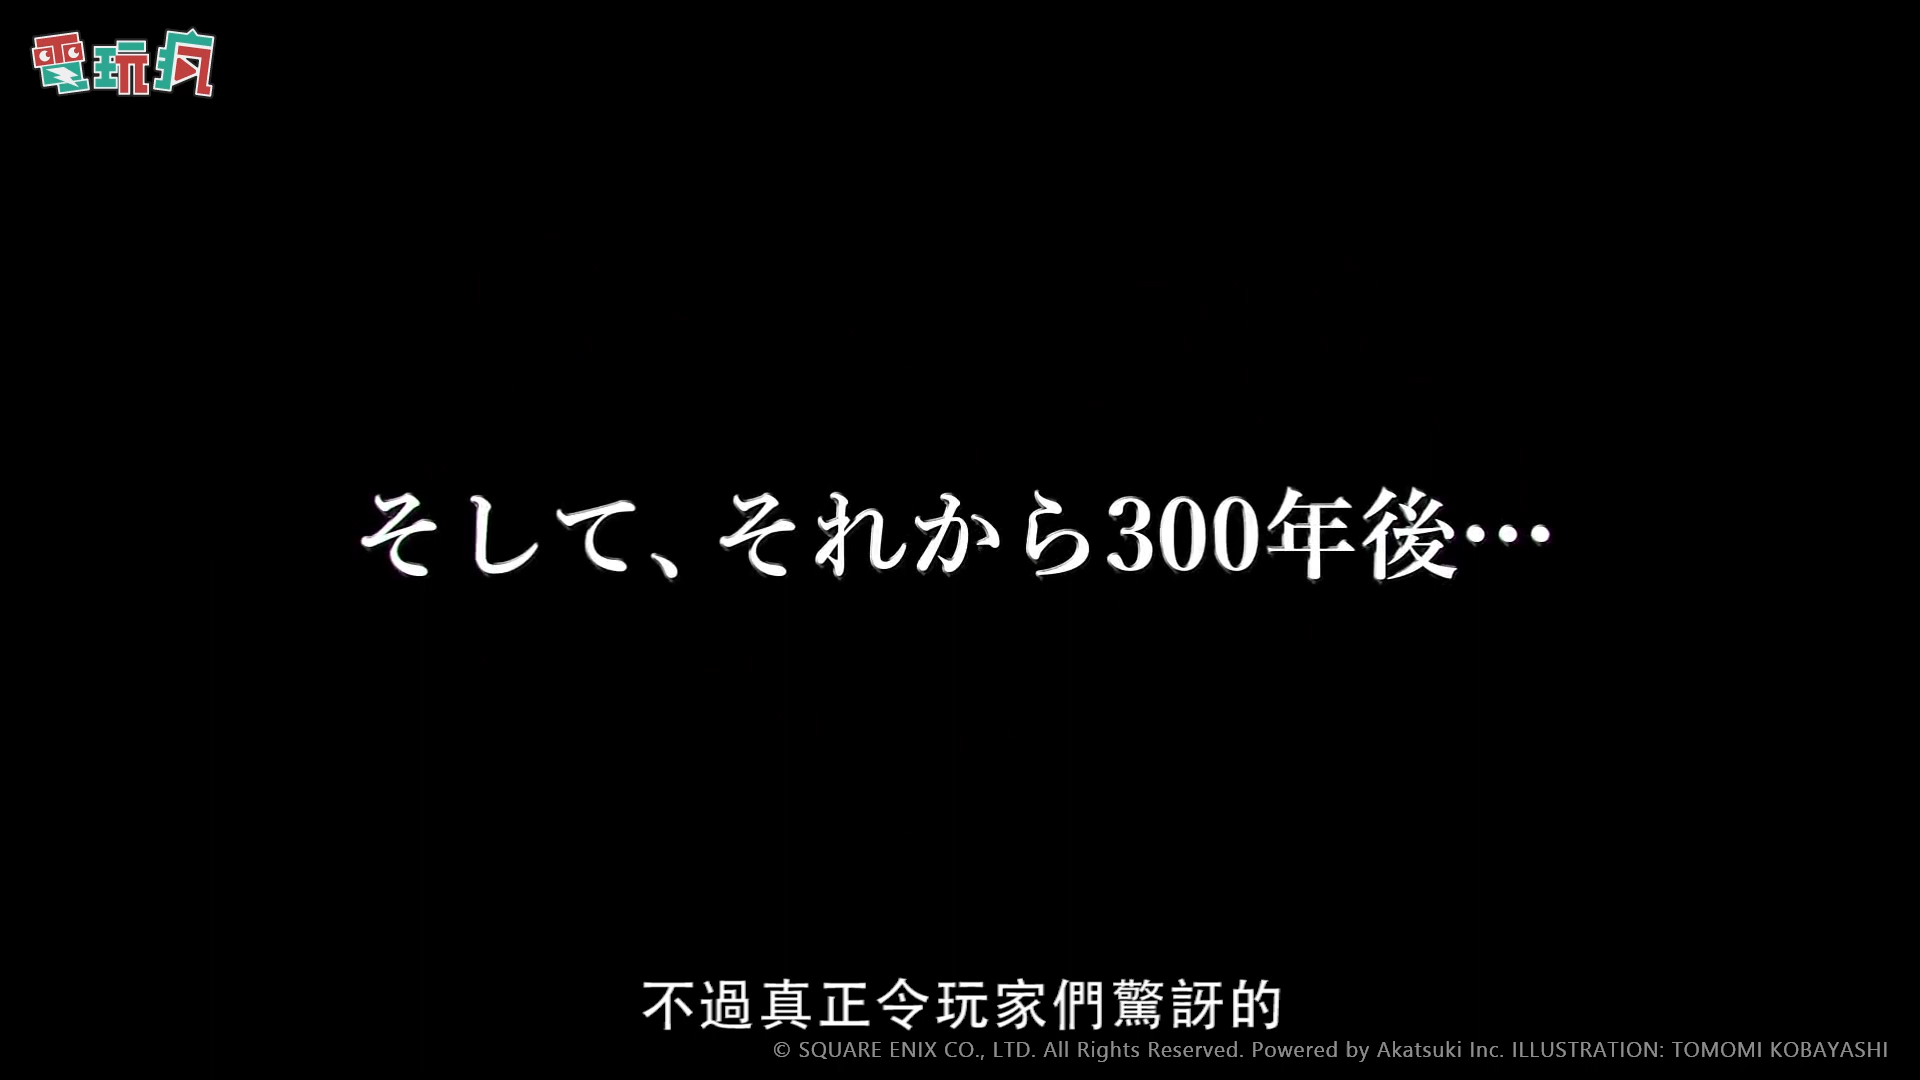 電玩瘋
そして、それから300年後…
不過真正令玩家們驚訝的
© SQUARE ENIX CO., LTD. All Rights Reserved. Powered by Akatsuki Inc. ILLUSTRATION: TOMOMI KOBAYASHI